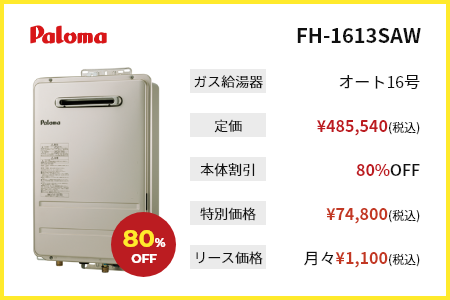 Paloma
FH-1613SAW
ガス給湯器 オート16号
定価 ¥485,540(税込)
本体割引 80%OFF
特別価格 ¥74,800(税込)
リース価格 月々¥1,100(税込)
Paloma
80%
OFF